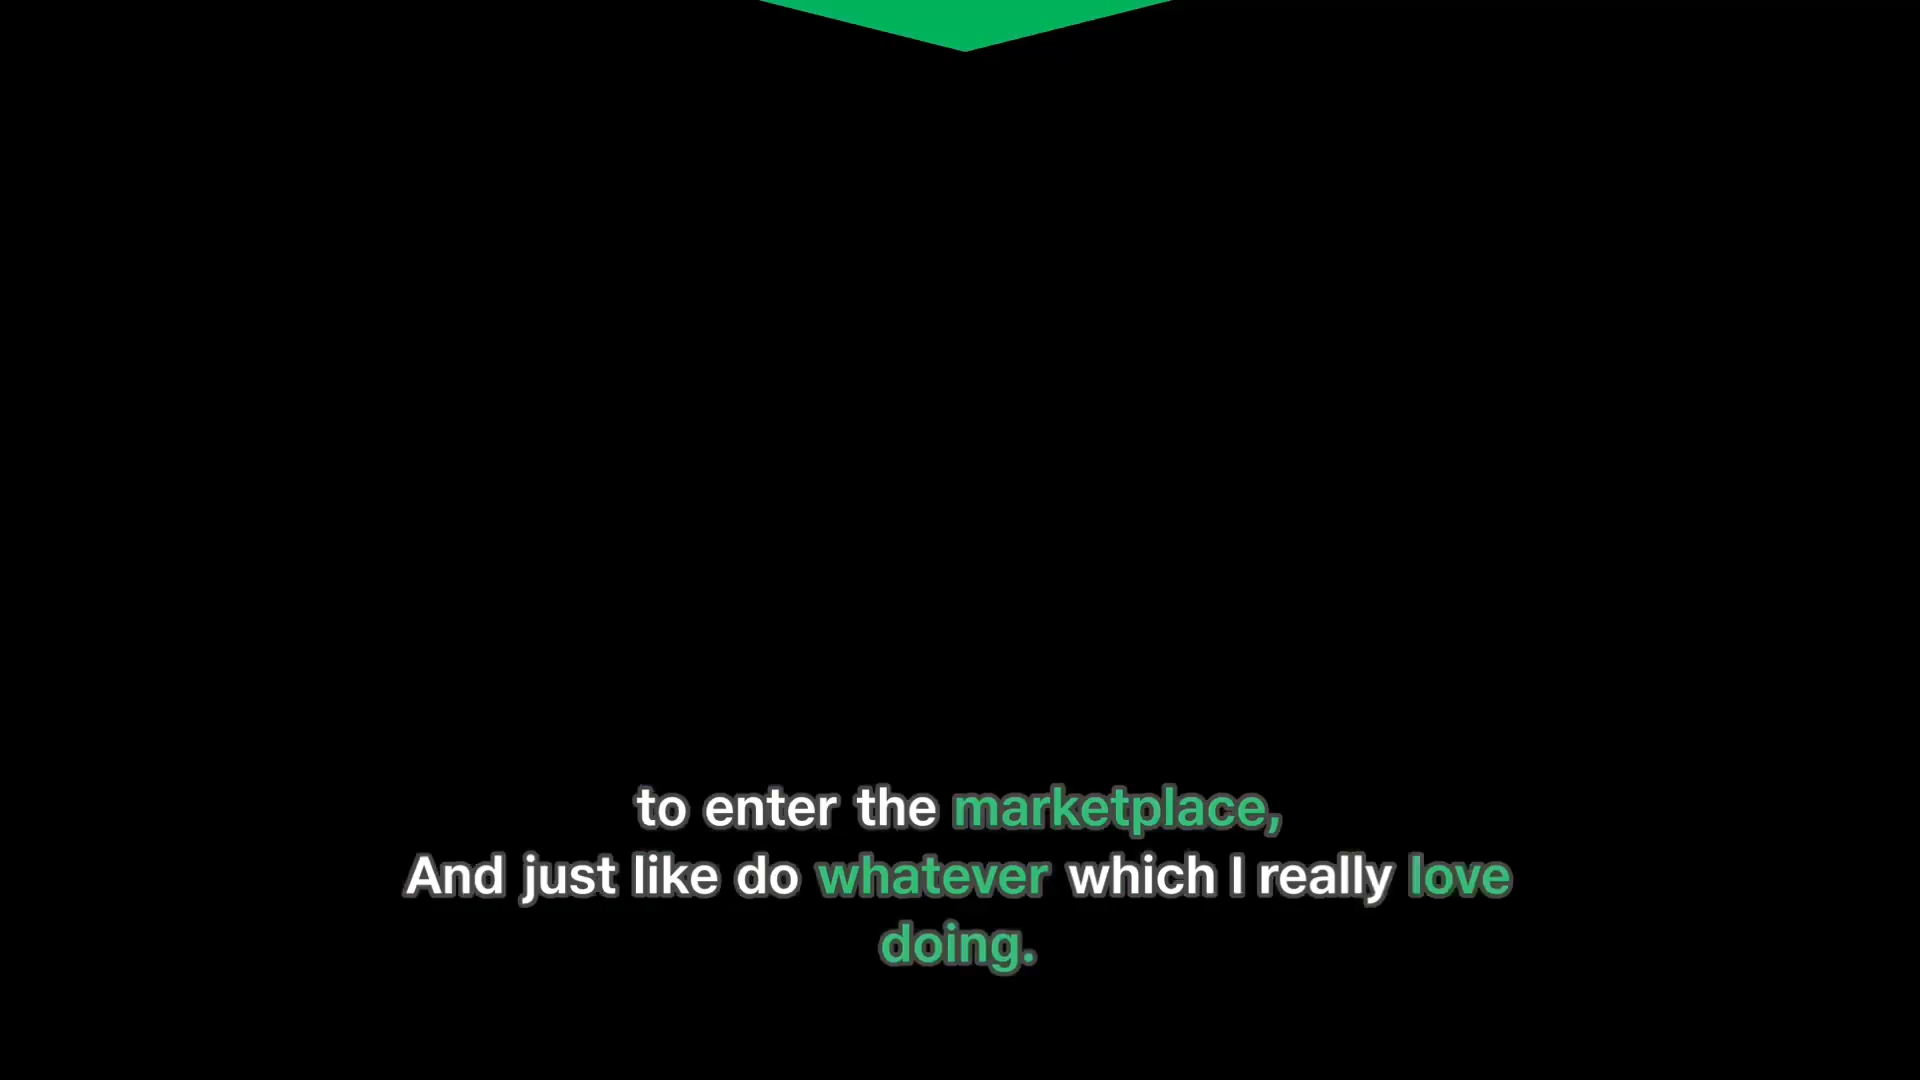 to enter the marketplace,
And just like do whatever which I really love
doing.